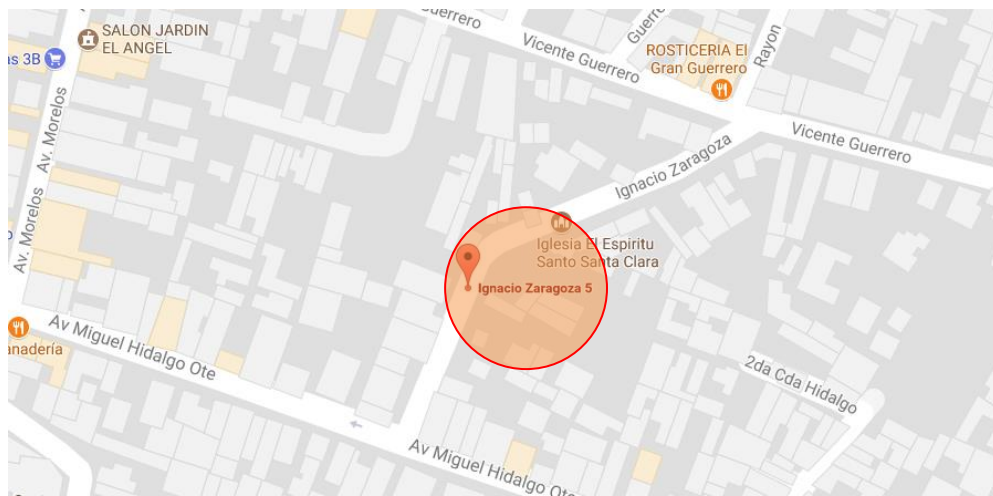 SALON JARDIN
EL ANGEL
3B
Av. Morelos
Av. Morelos
Guerrero
Vicente Guerrero
ROSTICERIA El
Gran Guerrero
Rayon
Vicente Guerrero
Ignacio Zaragoza
Iglesia El Espiritu
Santo Santa Clara
Ignacio Zaragoza 5
Av Miguel Hidalgo Ote
2da Cda Hidalgo
Av Miguel Hidalgo Ote